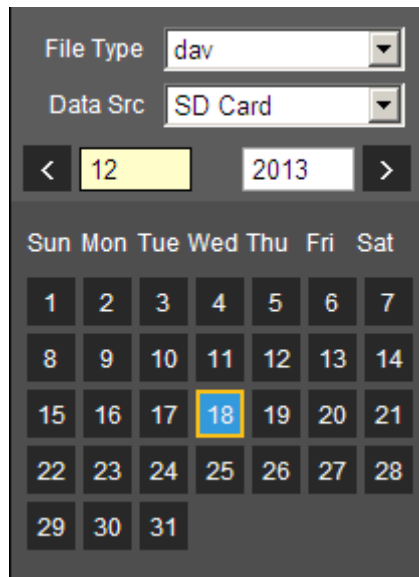 File Type dav
Data Src SD Card
< 12 2013 >
Sun Mon Tue Wed Thu Fri Sat
1 2 3 4 5 6 7
8 9 10 11 12 13 14
15 16 17 18 19 20 21
22 23 24 25 26 27 28
29 30 31